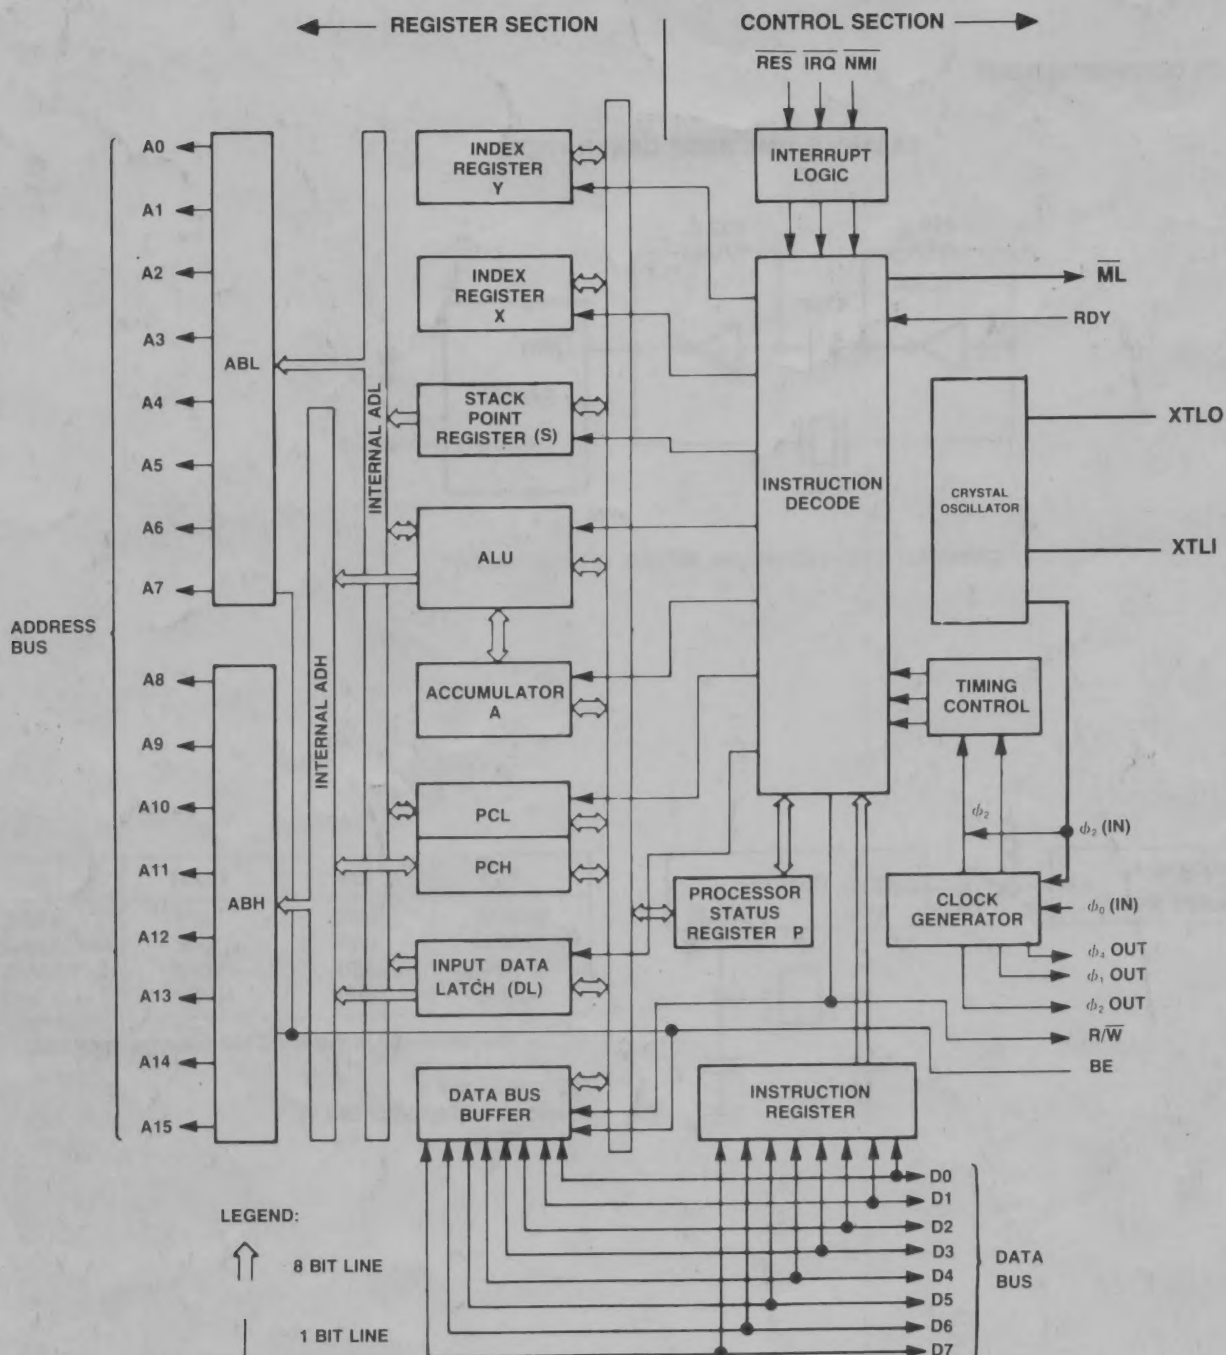 REGISTER SECTION
CONTROL SECTION
RES IRQ NMI
INTERRUPT
LOGIC
INDEX
REGISTER
Y
INDEX
REGISTER
X
STACK
POINT
REGISTER (S)
ALU
ACCUMULATOR
A
PCL
PCH
INPUT DATA
LATCH (DL)
DATA BUS
BUFFER
A0
A1
A2
A3
A4
A5
A6
A7
ADDRESS
BUS
A8
A9
A10
A11
A12
A13
A14
A15
ABL
ABH
INTERNAL ADL
INTERNAL ADH
INSTRUCTION
DECODE
ML
RDY
CRYSTAL
OSCILLATOR
XTLO
XTLI
TIMING
CONTROL
ϕ2
ϕ2 (IN)
CLOCK
GENERATOR
ϕ0 (IN)
ϕ4 OUT
ϕ1 OUT
ϕ2 OUT
R/W
BE
PROCESSOR
STATUS
REGISTER P
INSTRUCTION
REGISTER
D0
D1
D2
D3
D4
D5
D6
D7
DATA
BUS
LEGEND:
8 BIT LINE
1 BIT LINE